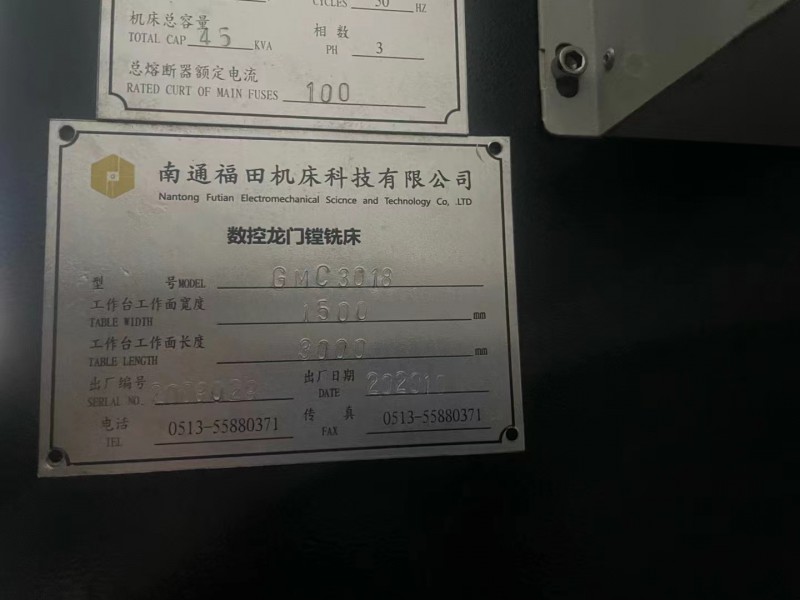 CYCLES 50 HZ
机床总容量 相数
TOTAL CAP 45 KVA PH 3
总熔断器额定电流
RATED CURT OF MAIN FUSES 100
南通福田机床科技有限公司
Nantong Futian Electromechanical Scicnce and Technology Co, .LTD
数控龙门镗铣床
型 号MODEL GMC3018
工作台工作面宽度
TABLE WIDTH 1500 mm
工作台工作面长度
TABLE LENGTH 3000 mm
出厂编号 出厂日期
SERIAL NO. DATE
电话 0513-55880371 传真 0513-55880371
TEL FAX